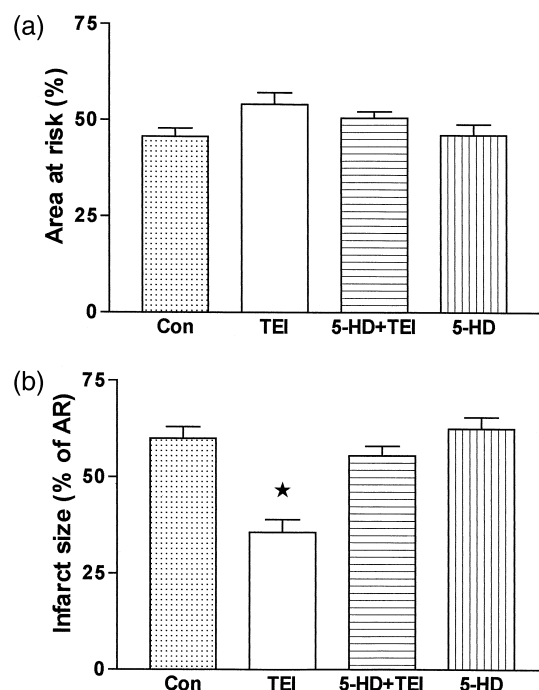 (a)
Area at risk (%)
75
50
25
0
Con TEI 5-HD+TEI 5-HD
(b)
Infarct size (% of AR)
75
50
25
0
★
Con TEI 5-HD+TEI 5-HD